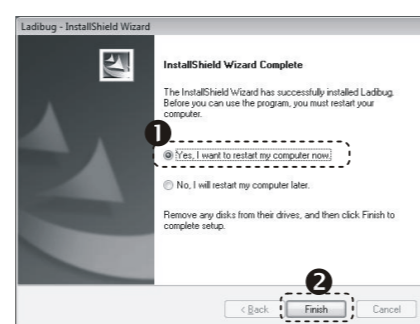 Ladibug - InstallShield Wizard
InstallShield Wizard Complete
The InstallShield Wizard has successfully installed Ladibug.
Before you can use the program, you must restart your
computer.
1
Yes, I want to restart my computer now.
No, I will restart my computer later.
Remove any disks from their drives, and then click Finish to
complete setup.
2
< Back Finish Cancel